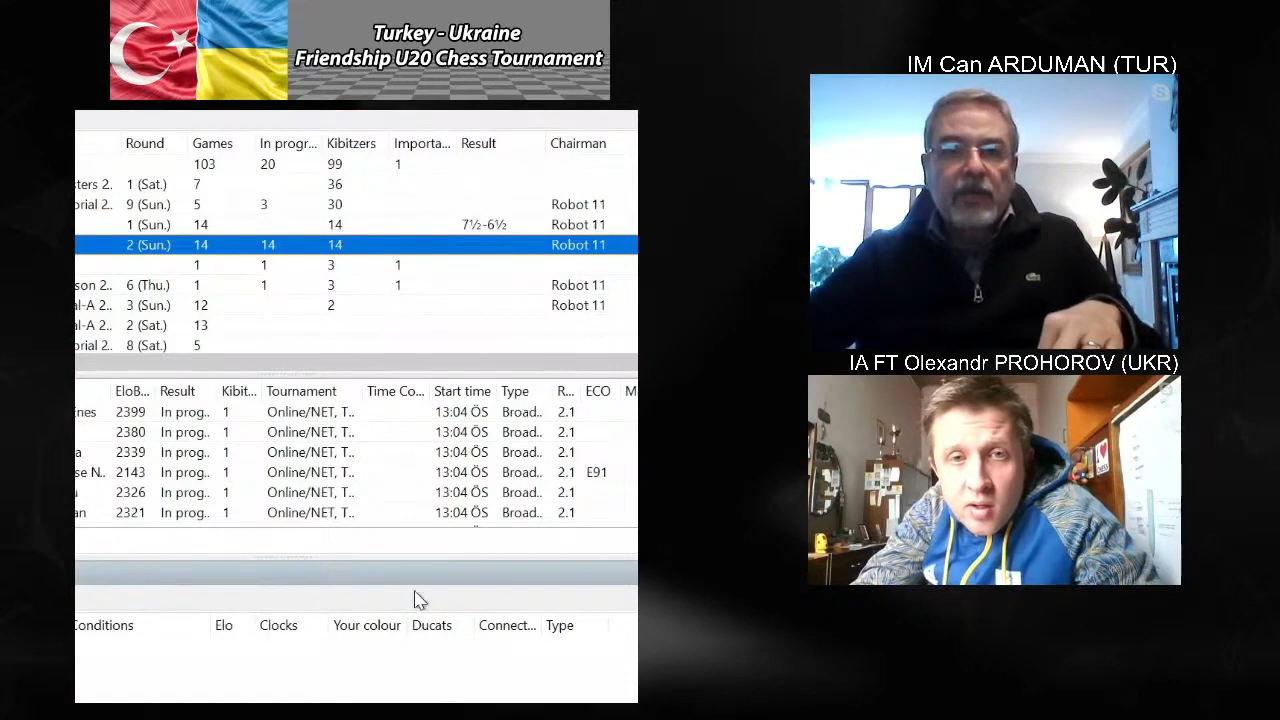 Turkey - Ukraine
Friendship U20 Chess Tournament
IM Can ARDUMAN (TUR)
Round Games In progr... Kibitzers Importa... Result Chairman
103 20 99 1
sters 2.. 1 (Sat.) 7 36
orial 2.. 9 (Sun.) 5 3 30 Robot 11
1 (Sun.) 14 14 7½-6½ Robot 11
2 (Sun.) 14 14 14 Robot 11
1 1 3 1
son 2.. 6 (Thu.) 1 1 3 1 Robot 11
al-A 2.. 3 (Sun.) 12 2 Robot 11
al-A 2.. 2 (Sat.) 13
orial 2.. 8 (Sat.) 5
IA FT Olexandr PROHOROV (UKR)
EloB... Result Kibit... Tournament Time Co... Start time Type R... ECO M
Enes 2399 In prog.. 1 Online/NET, T.. 13:04 ÖS Broad.. 2.1
2380 In prog.. 1 Online/NET, T.. 13:04 ÖS Broad.. 2.1
a 2339 In prog.. 1 Online/NET, T.. 13:04 ÖS Broad.. 2.1
se N.. 2143 In prog.. 1 Online/NET, T.. 13:04 ÖS Broad.. 2.1 E91
2326 In prog.. 1 Online/NET, T.. 13:04 ÖS Broad.. 2.1
an 2321 In prog.. 1 Online/NET, T.. 13:04 ÖS Broad.. 2.1
I ♥
CHESS
Conditions Elo Clocks Your colour Ducats Connect... Type